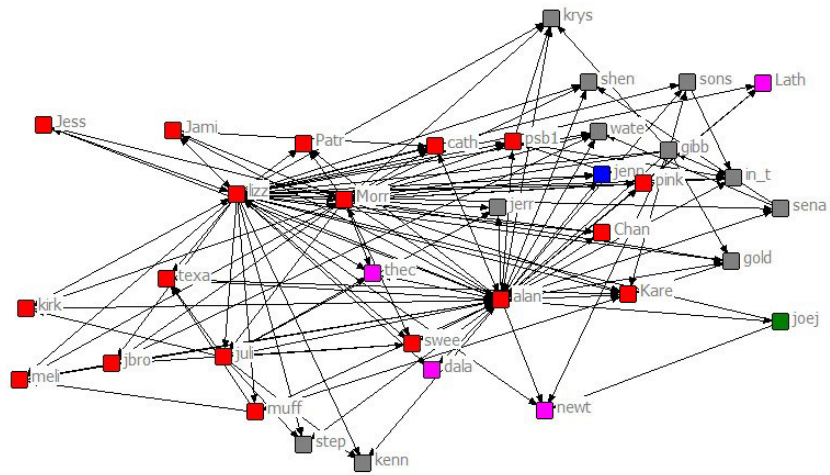 krys
shen
sons
Lath
Jess
Jami
Patr
cath
psb1
wate
gibb
jenn
pink
in_t
lizz
Morr
jerr
sena
Chan
gold
thec
texa
alan
Kare
kirk
joej
swee
juli
jbro
dala
meli
muff
newt
step
kenn